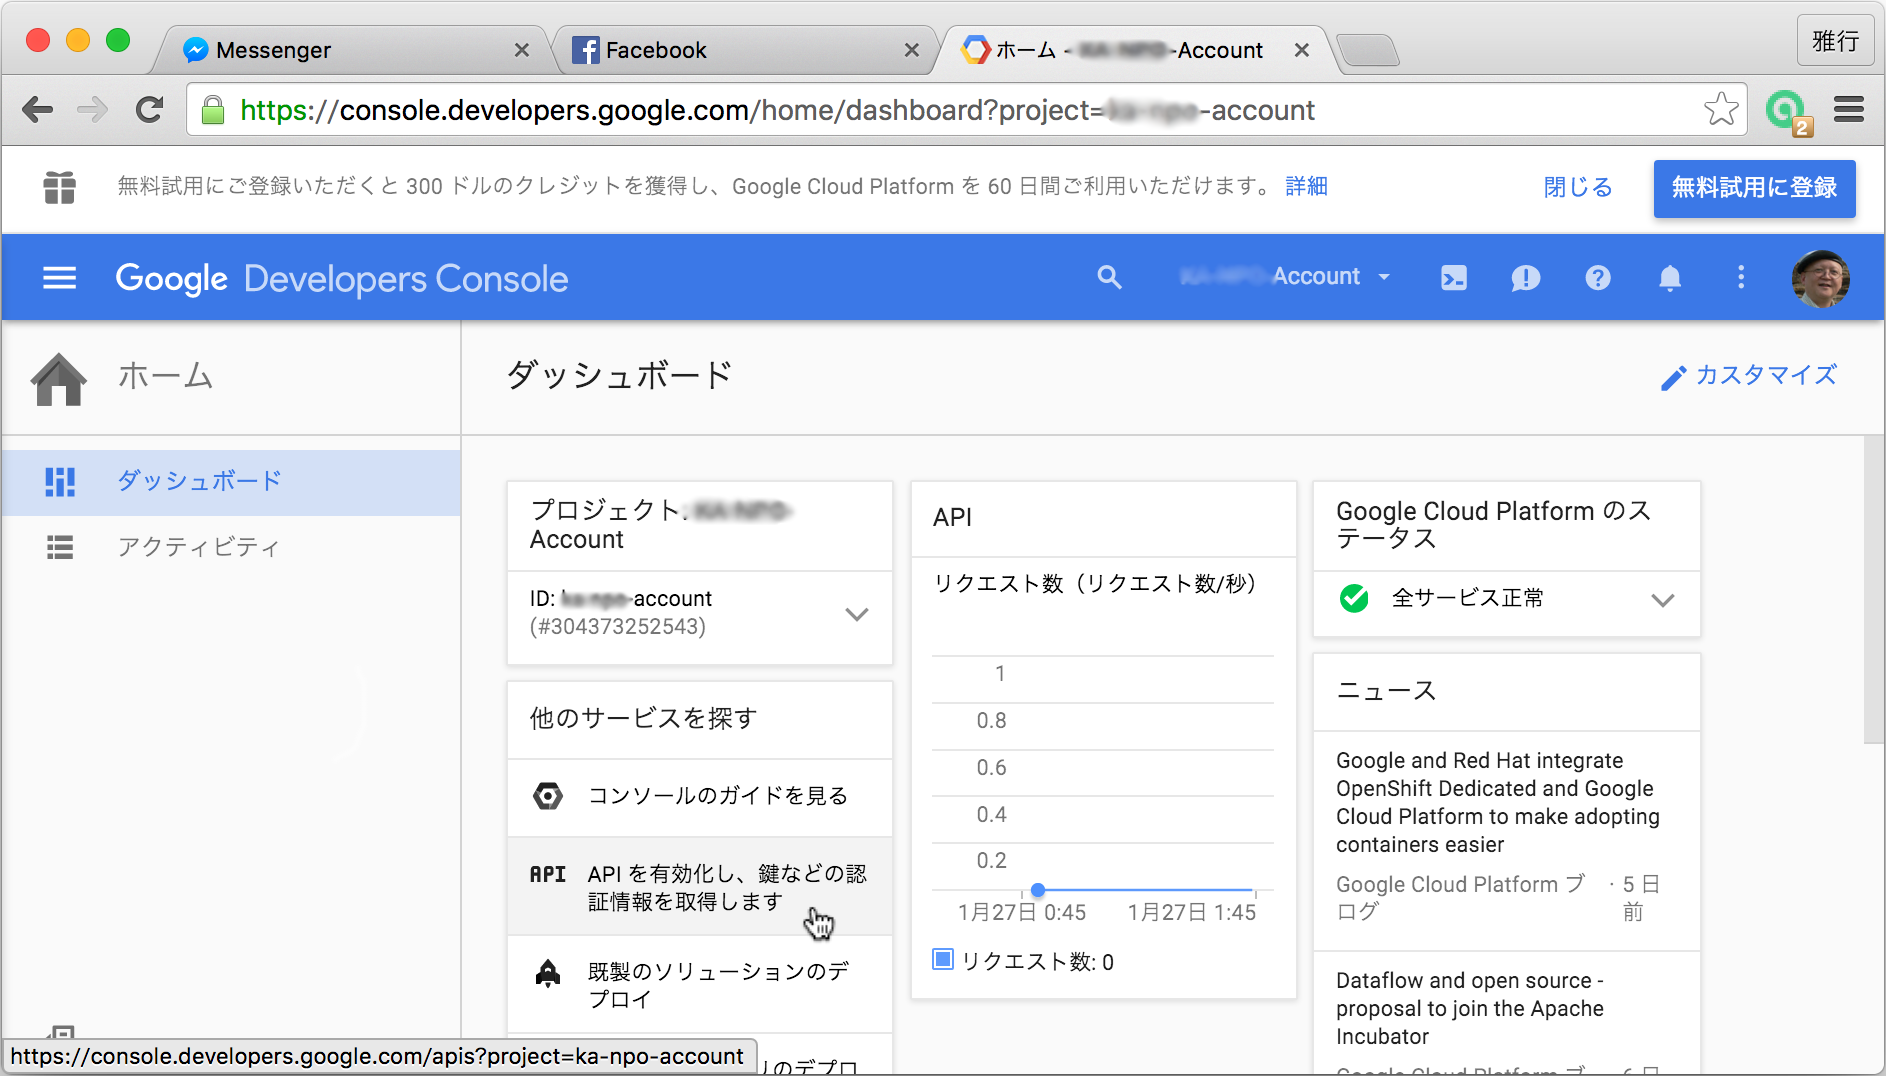 Messenger
Facebook
ホーム - -Account
雅行
https://console.developers.google.com/home/dashboard?project= -account
2
無料試用にご登録いただくと 300 ドルのクレジットを獲得し、Google Cloud Platform を 60 日間ご利用いただけます。 詳細
閉じる
無料試用に登録
Google Developers Console
Account
ホーム
ダッシュボード
カスタマイズ
ダッシュボード
アクティビティ
プロジェクト:
Account
ID: -account
(#304373252543)
他のサービスを探す
コンソールのガイドを見る
API
API を有効化し、鍵などの認
証情報を取得します
既製のソリューションのデ
プロイ
リのデプロ
API
リクエスト数（リクエスト数/秒）
1
0.8
0.6
0.4
0.2
1月27日 0:45 1月27日 1:45
リクエスト数: 0
Google Cloud Platform のス
テータス
全サービス正常
ニュース
Google and Red Hat integrate
OpenShift Dedicated and Google
Cloud Platform to make adopting
containers easier
Google Cloud Platform ブ
ログ
· 5 日
前
Dataflow and open source -
proposal to join the Apache
Incubator
Google Cloud Platform ブ
· 6 日
https://console.developers.google.com/apis?project=ka-npo-account